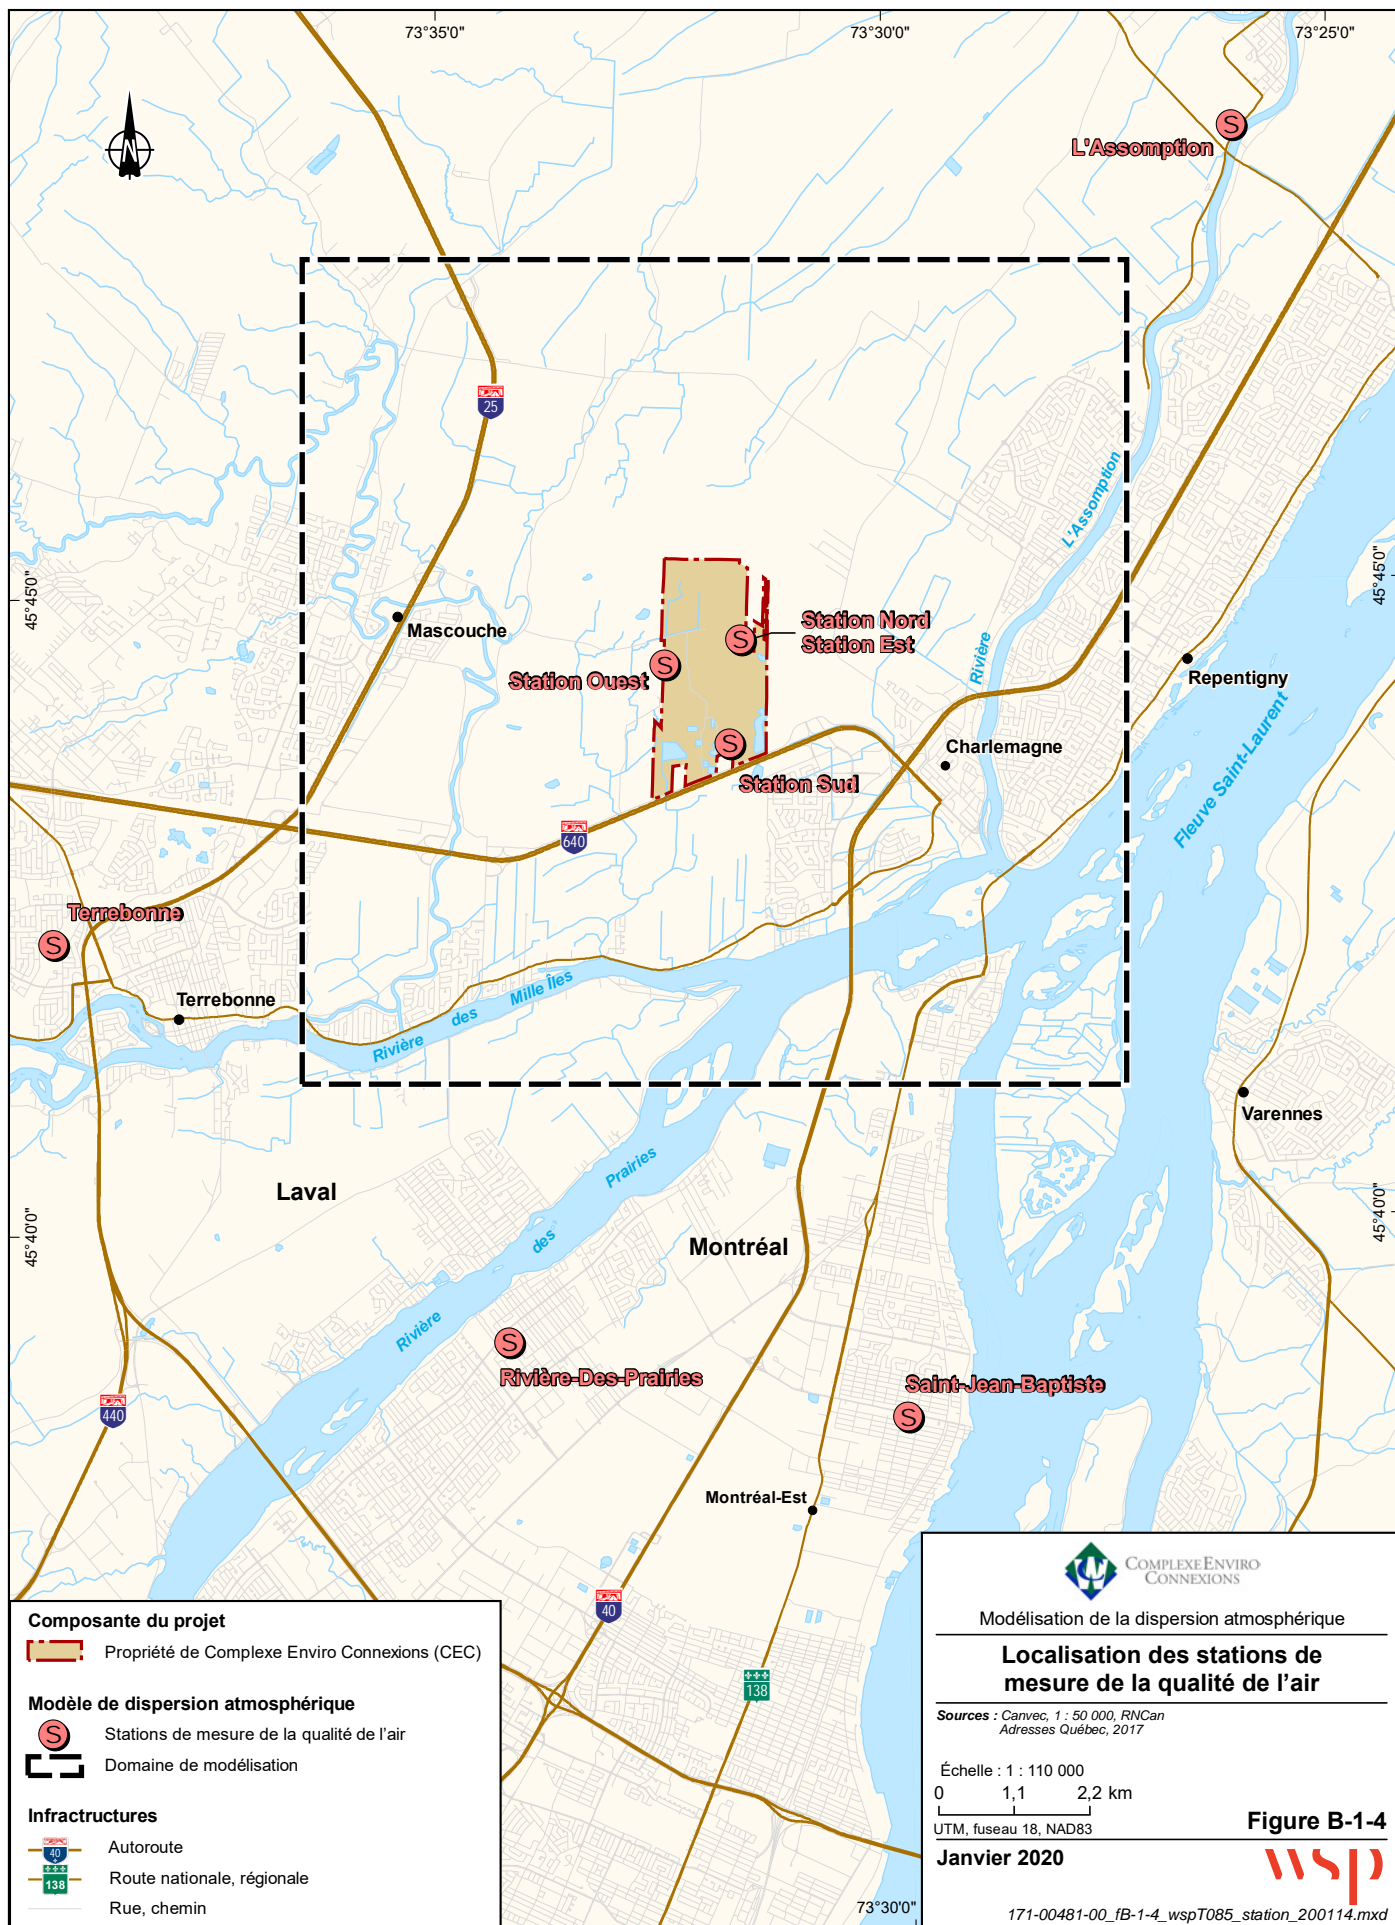 73°35'0"
73°30'0"
73°25'0"
N
S
L'Assomption
25
L'Assomption
Rivière
45°45'0"
45°45'0"
Mascouche
Station Nord
Station Est
S
Station Ouest
S
Repentigny
S
Station Sud
Charlemagne
Fleuve Saint-Laurent
640
Terrebonne
S
Terrebonne
Rivière
des
Mille Îles
Varennes
Laval
Rivière
des
Prairies
Montréal
45°40'0"
45°40'0"
S
Rivière-Des-Prairies
Saint-Jean-Baptiste
S
440
Montréal-Est
40
138
73°30'0"
Composante du projet
Propriété de Complexe Enviro Connexions (CEC)
Modèle de dispersion atmosphérique
S
Stations de mesure de la qualité de l'air
Domaine de modélisation
Infractructures
40
Autoroute
138
Route nationale, régionale
Rue, chemin
COMPLEXE ENVIRO
CONNEXIONS
Modélisation de la dispersion atmosphérique
Localisation des stations de
mesure de la qualité de l'air
Sources : Canvec, 1 : 50 000, RNCan
Adresses Québec, 2017
Échelle : 1 : 110 000
0 1,1 2,2 km
UTM, fuseau 18, NAD83
Figure B-1-4
Janvier 2020
wsp
171-00481-00_fB-1-4_wspT085_station_200114.mxd